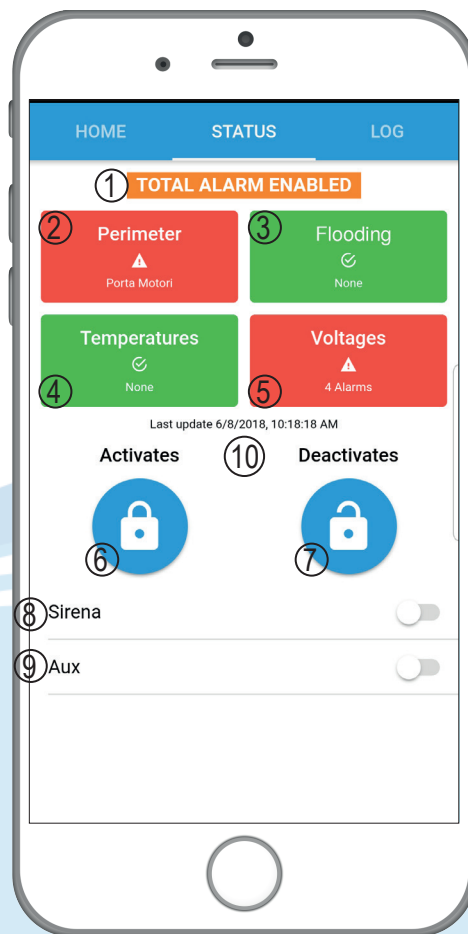 HOME STATUS LOG
① TOTAL ALARM ENABLED
② Perimeter ③ Flooding
Porta Motori None
Temperatures Voltages
④ None ⑤ 4 Alarms
Last update 6/8/2018, 10:18:18 AM
Activates ⑩ Deactivates
⑥ ⑦
⑧ Sirena
⑨ Aux